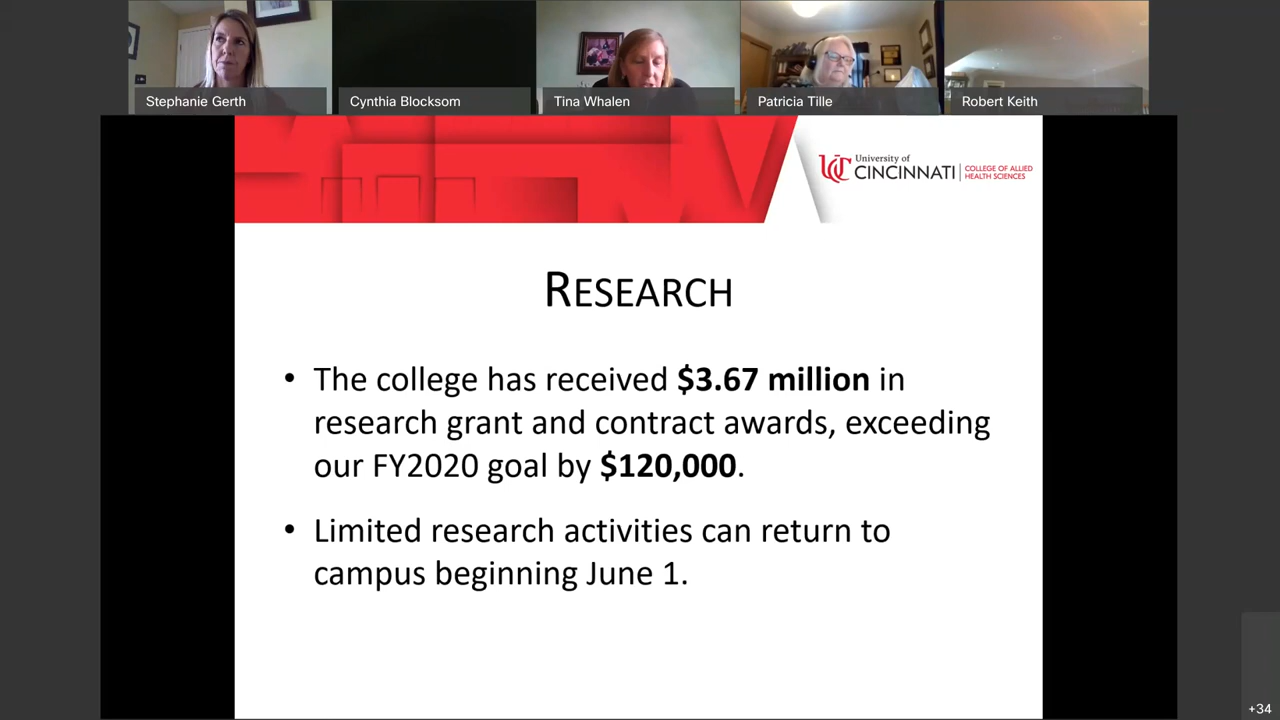 Stephanie Gerth
Cynthia Blocksom
Tina Whalen
Patricia Tille
Robert Keith
UC University of CINCINNATI
COLLEGE OF ALLIED
HEALTH SCIENCES
RESEARCH
• The college has received $3.67 million in
research grant and contract awards, exceeding
our FY2020 goal by $120,000.
• Limited research activities can return to
campus beginning June 1.
+34